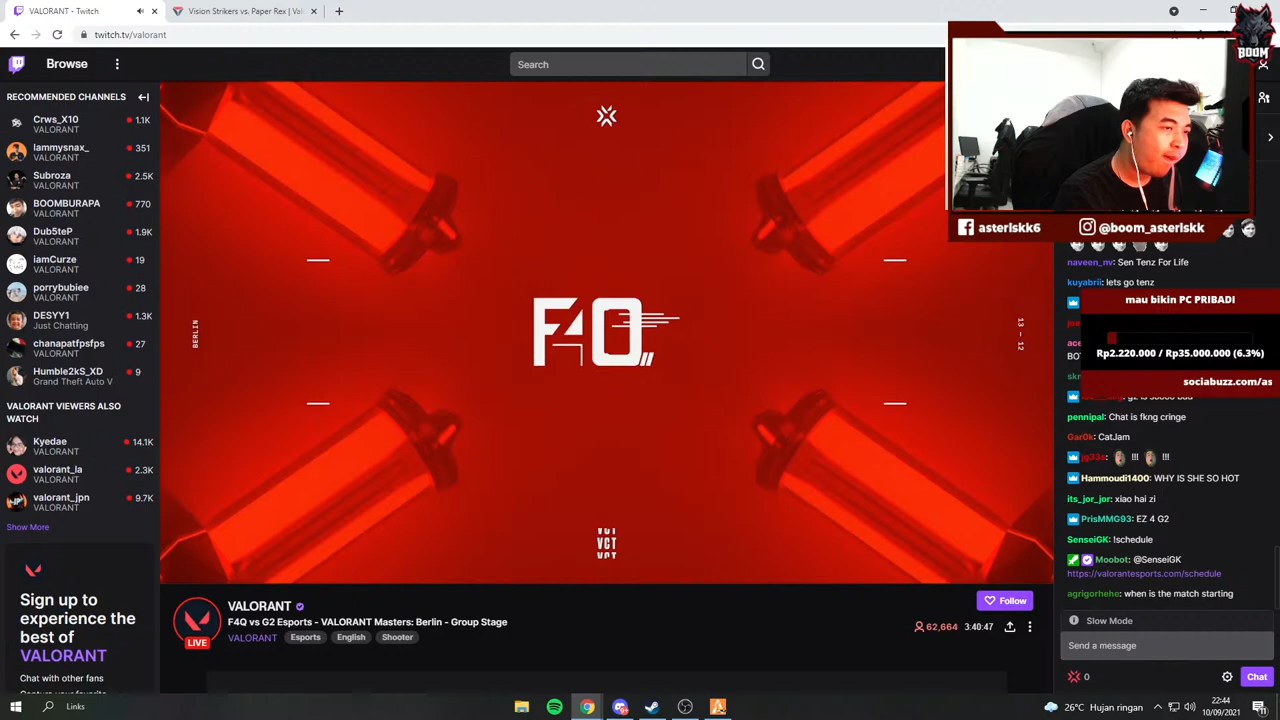 VALORANT - Twitch
Vision Strikers vs. Paper Rex | Val
twitch.tv/valorant
BOOM
Browse
Search
RECOMMENDED CHANNELS
Crws_X10
VALORANT
1.1K
Iammysnax_
VALORANT
351
Subroza
VALORANT
2.5K
BOOMBURAPA
VALORANT
770
Dub5teP
VALORANT
1.9K
iamCurze
VALORANT
19
porrybubiee
VALORANT
28
DESYY1
Just Chatting
1.3K
chanapatfpsfps
VALORANT
27
Humble2kS_XD
Grand Theft Auto V
9
VALORANT VIEWERS ALSO
WATCH
Kyedae
VALORANT
14.1K
valorant_la
VALORANT
2.3K
valorant_jpn
VALORANT
9.7K
Show More
Sign up to
experience the
best of
VALORANT
Chat with other fans
BERLIN
F4Q
13 — 12
VCT
asteriskk6
@boom_asteriskk
VALORANT
F4Q vs G2 Esports - VALORANT Masters: Berlin - Group Stage
VALORANT
Esports
English
Shooter
LIVE
Follow
62,664
3:40:47
naveen_nv: Sen Tenz For Life
kuyabrii: lets go tenz
mau bikin PC PRIBADI
Rp2.220.000 / Rp35.000.000 (6.3%)
sociabuzz.com/as
pennipal: Chat is fkng cringe
Gar0k: CatJam
jg33s: !!! !!!
Hammoudi1400: WHY IS SHE SO HOT
its_jor_jor: xiao hai zi
PrisMMG93: EZ 4 G2
SenseiGK: !schedule
Moobot: @SenseiGK
https://valorantesports.com/schedule
agrigorhehe: when is the match starting
Slow Mode
Send a message
0
Chat
Links
26°C Hujan ringan
22:44
10/09/2021